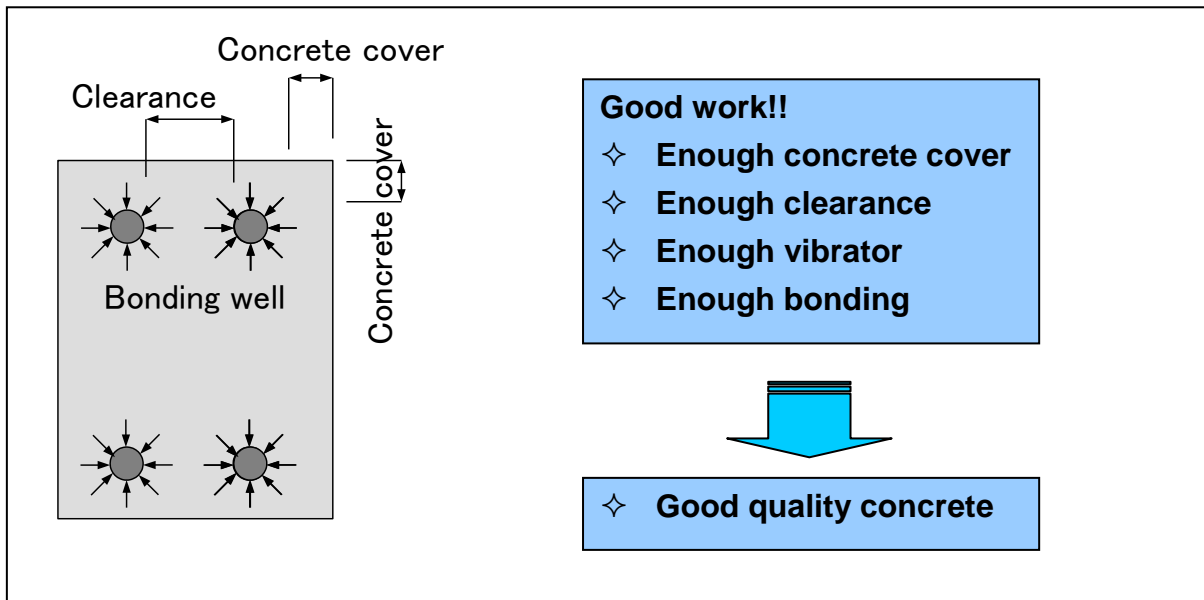 Concrete cover
Clearance
Concrete cover
Bonding well
Good work!!
✧ Enough concrete cover
✧ Enough clearance
✧ Enough vibrator
✧ Enough bonding
✧ Good quality concrete